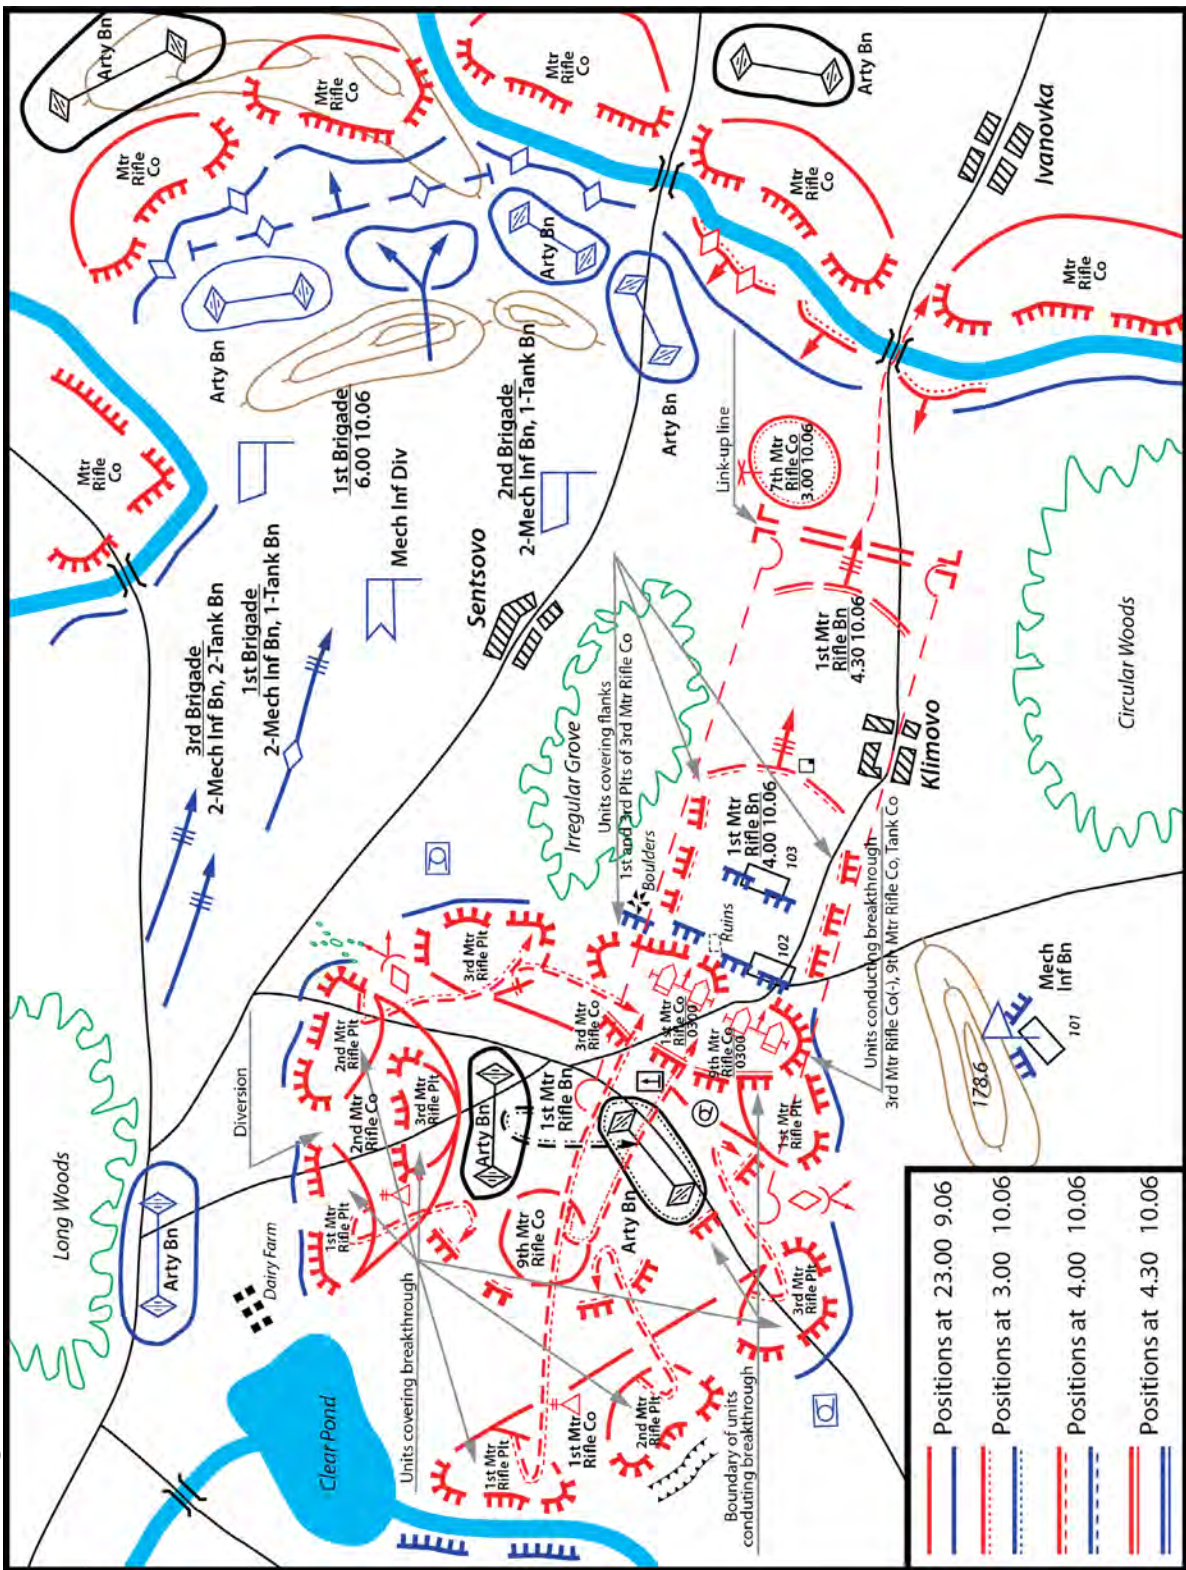 Arty Bn
Mtr
Rifle
Co
Mtr
Rifle
Co
Mtr
Rifle
Co
Arty Bn
Mtr
Rifle
Co
Ivanovka
Mtr
Rifle
Co
Mtr
Rifle
Co
Arty Bn
Arty Bn
Arty Bn
1st Brigade
6.00 10.06
2nd Brigade
2-Mech Inf Bn, 1-Tank Bn
Mech Inf Div
3rd Brigade
2-Mech Inf Bn, 2-Tank Bn
1st Brigade
2-Mech Inf Bn, 1-Tank Bn
Sentsovo
Link-up line
7th Mtr
Rifle Co
3.00 10.06
1st Mtr
Rifle Bn
4.30 10.06
Klimovo
Circular Woods
Irregular Grove
Units covering flanks
1st and 3rd Plts of 3rd Mtr Rifle Co
Boulders
1st Mtr
Rifle Bn
4.00 10.06
103
Ruins
102
Units conducting breakthrough
3rd Mtr Rifle Co(-), 9th Mtr Rifle Co, Tank Co
Mech
Inf Bn
101
178.6
Long Woods
Arty Bn
Dairy Farm
Diversion
2nd Mtr
Rifle Plt
2nd Mtr
Rifle Co
3rd Mtr
Rifle Plt
3rd Mtr
Rifle Plt
1st Mtr
Rifle Plt
Arty Bn
1st Mtr
Rifle Bn
3rd Mtr
Rifle Co
1st Mtr
Rifle Co
0300
9th Mtr
Rifle Co
0300
9th Mtr
Rifle Co
Arty Bn
1st Mtr
Rifle Plt
3rd Mtr
Rifle Plt
Clear Pond
Units covering breakthrough
1st Mtr
Rifle Plt
1st Mtr
Rifle Co
2nd Mtr
Rifle Plt
Boundary of units
conduting breakthrough
Positions at 23.00 9.06
Positions at 3.00 10.06
Positions at 4.00 10.06
Positions at 4.30 10.06